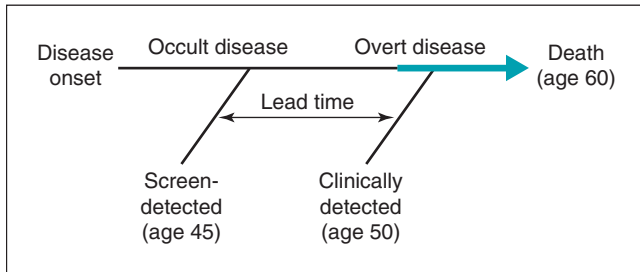 Disease
onset
Occult disease
Overt disease
Death
(age 60)
Lead time
Screen-
detected
(age 45)
Clinically
detected
(age 50)